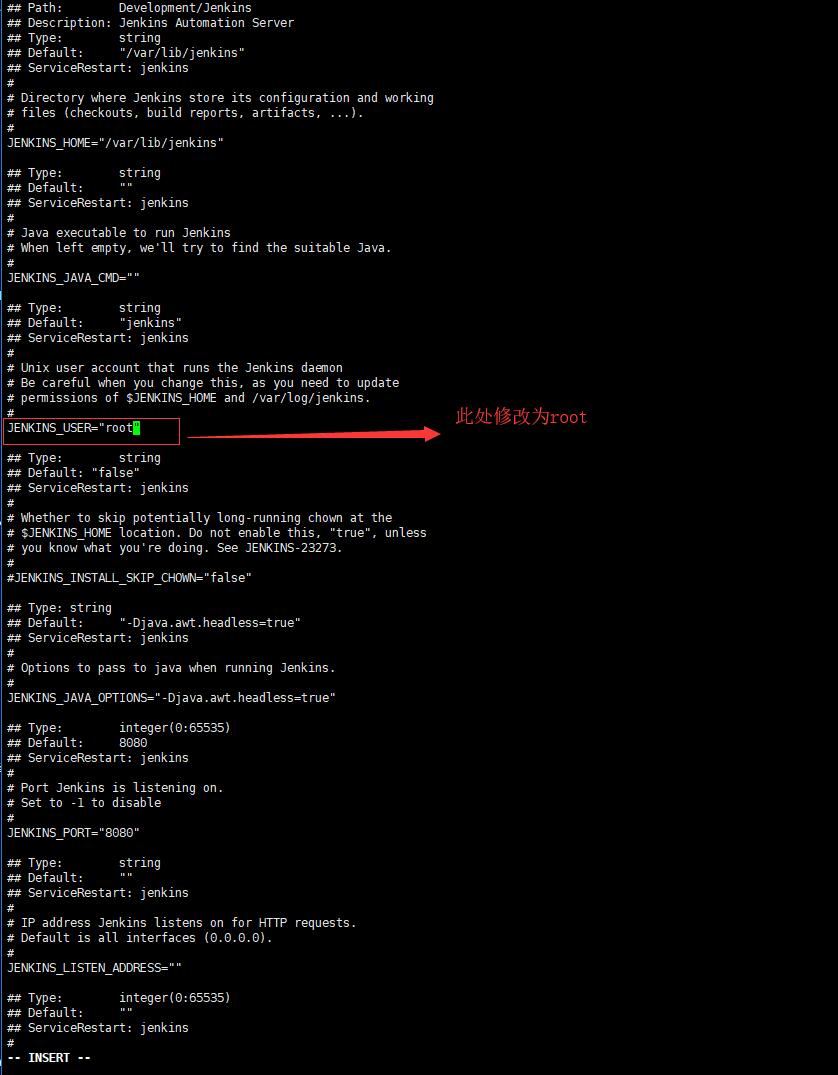 ## Path:        Development/Jenkins
## Description: Jenkins Automation Server
## Type:        string
## Default:     "/var/lib/jenkins"
## ServiceRestart: jenkins
#
# Directory where Jenkins store its configuration and working
# files (checkouts, build reports, artifacts, ...).
#
JENKINS_HOME="/var/lib/jenkins"
## Type:        string
## Default:     ""
## ServiceRestart: jenkins
#
# Java executable to run Jenkins
# When left empty, we'll try to find the suitable Java.
#
JENKINS_JAVA_CMD=""
## Type:        string
## Default:     "jenkins"
## ServiceRestart: jenkins
#
# Unix user account that runs the Jenkins daemon
# Be careful when you change this, as you need to update
# permissions of $JENKINS_HOME and /var/log/jenkins.
#
JENKINS_USER="root"
此处修改为root
## Type:        string
## Default: "false"
## ServiceRestart: jenkins
#
# Whether to skip potentially long-running chown at the
# $JENKINS_HOME location. Do not enable this, "true", unless
# you know what you're doing. See JENKINS-23273.
#
#JENKINS_INSTALL_SKIP_CHOWN="false"
## Type: string
## Default:     "-Djava.awt.headless=true"
## ServiceRestart: jenkins
#
# Options to pass to java when running Jenkins.
#
JENKINS_JAVA_OPTIONS="-Djava.awt.headless=true"
## Type:        integer(0:65535)
## Default:     8080
## ServiceRestart: jenkins
#
# Port Jenkins is listening on.
# Set to -1 to disable
#
JENKINS_PORT="8080"
## Type:        string
## Default:     ""
## ServiceRestart: jenkins
#
# IP address Jenkins listens on for HTTP requests.
# Default is all interfaces (0.0.0.0).
#
JENKINS_LISTEN_ADDRESS=""
## Type:        integer(0:65535)
## Default:     ""
## ServiceRestart: jenkins
#
-- INSERT --